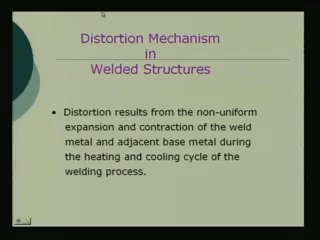 Distortion Mechanism
in
Welded Structures
• Distortion results from the non-uniform
expansion and contraction of the weld
metal and adjacent base metal during
the heating and cooling cycle of the
welding process.